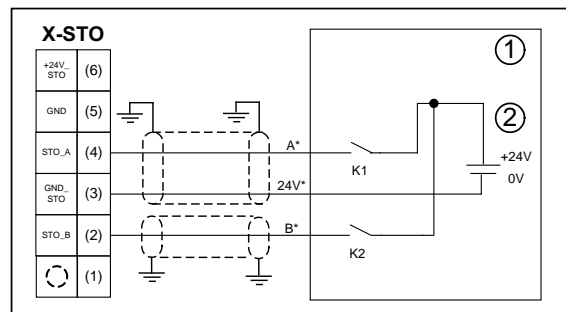 X-STO
①
+24V_
STO
(6)
GND
(5)
②
STO_A
(4)
A*
K1
+24V
0V
GND_
STO
(3)
24V*
STO_B
(2)
B*
K2
(1)